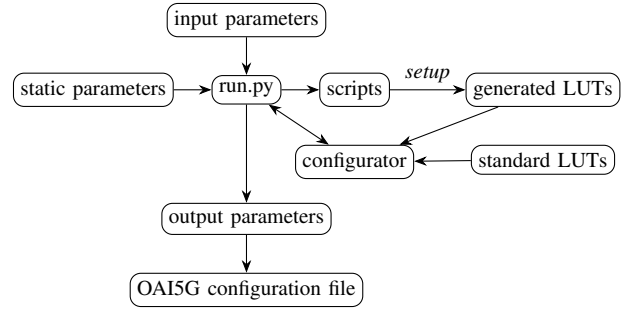 input parameters
static parameters
run.py
scripts
setup
generated LUTs
configurator
standard LUTs
output parameters
OAI5G configuration file